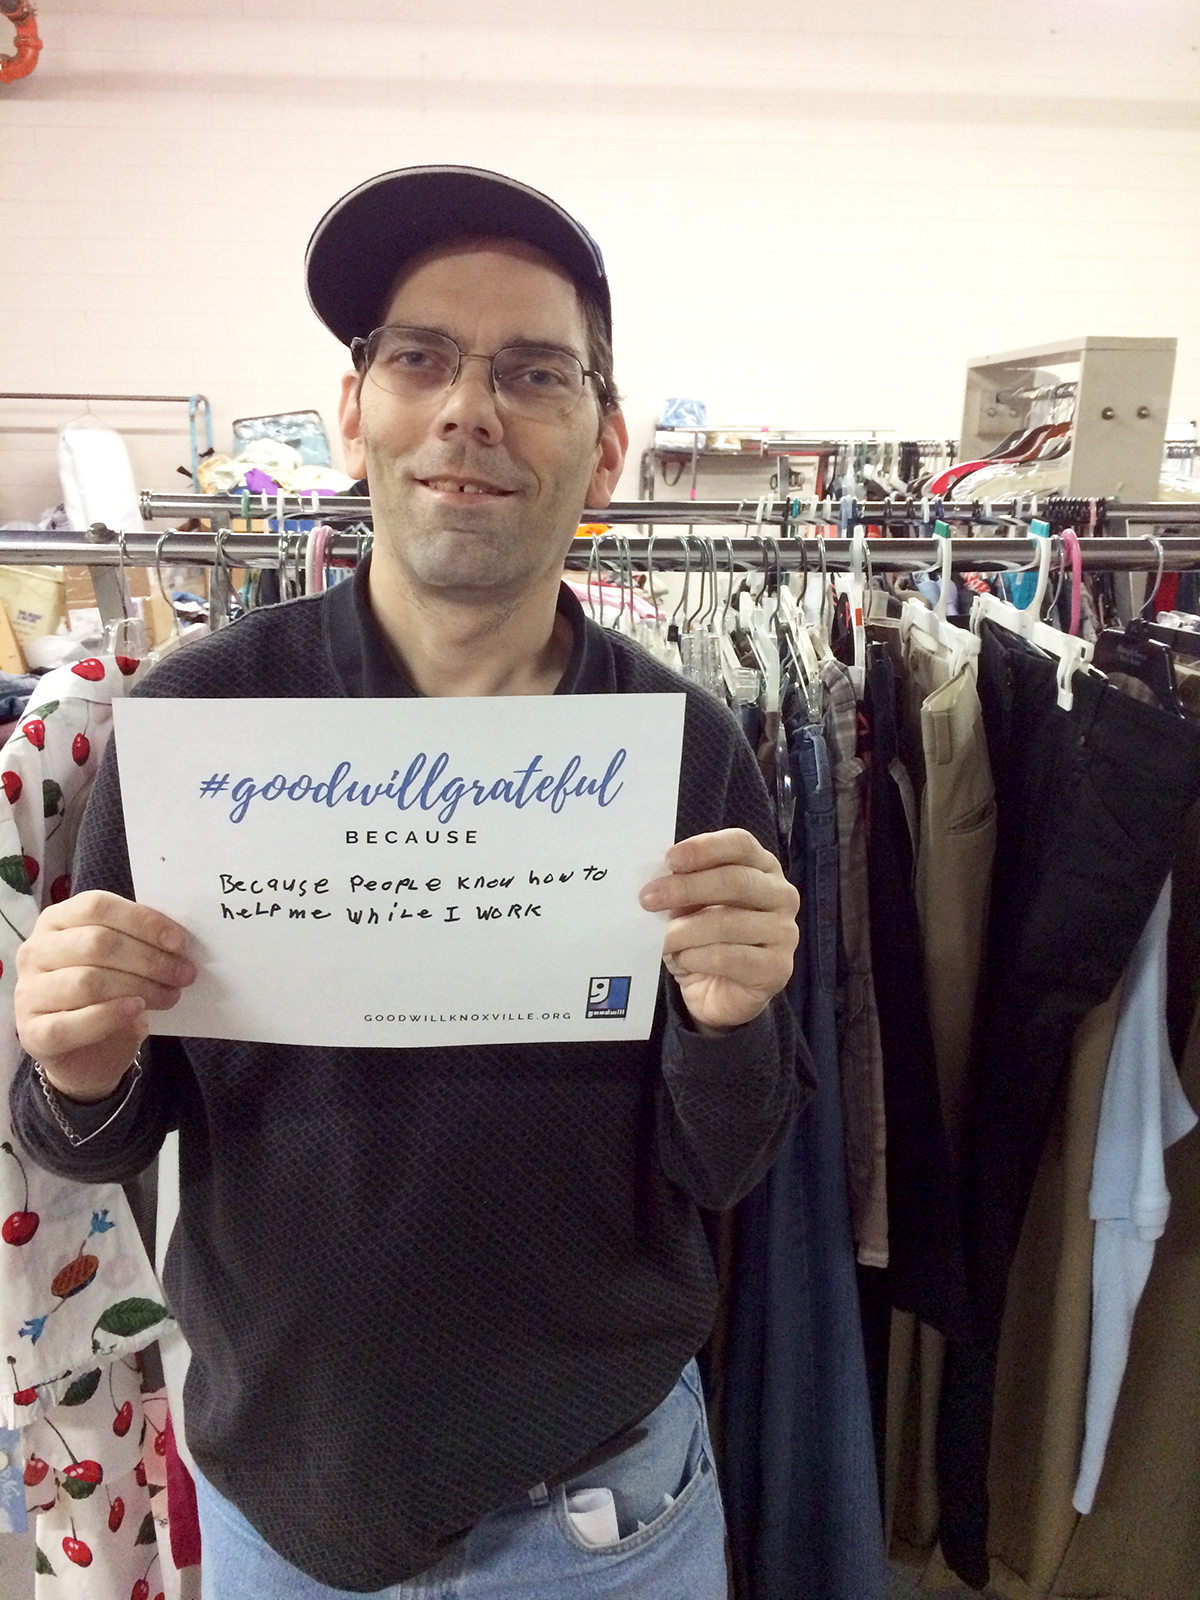 #goodwillgrateful
BECAUSE
Because People know how to
help me while I work
GOODWILLKNOXVILLE.ORG
goodwill